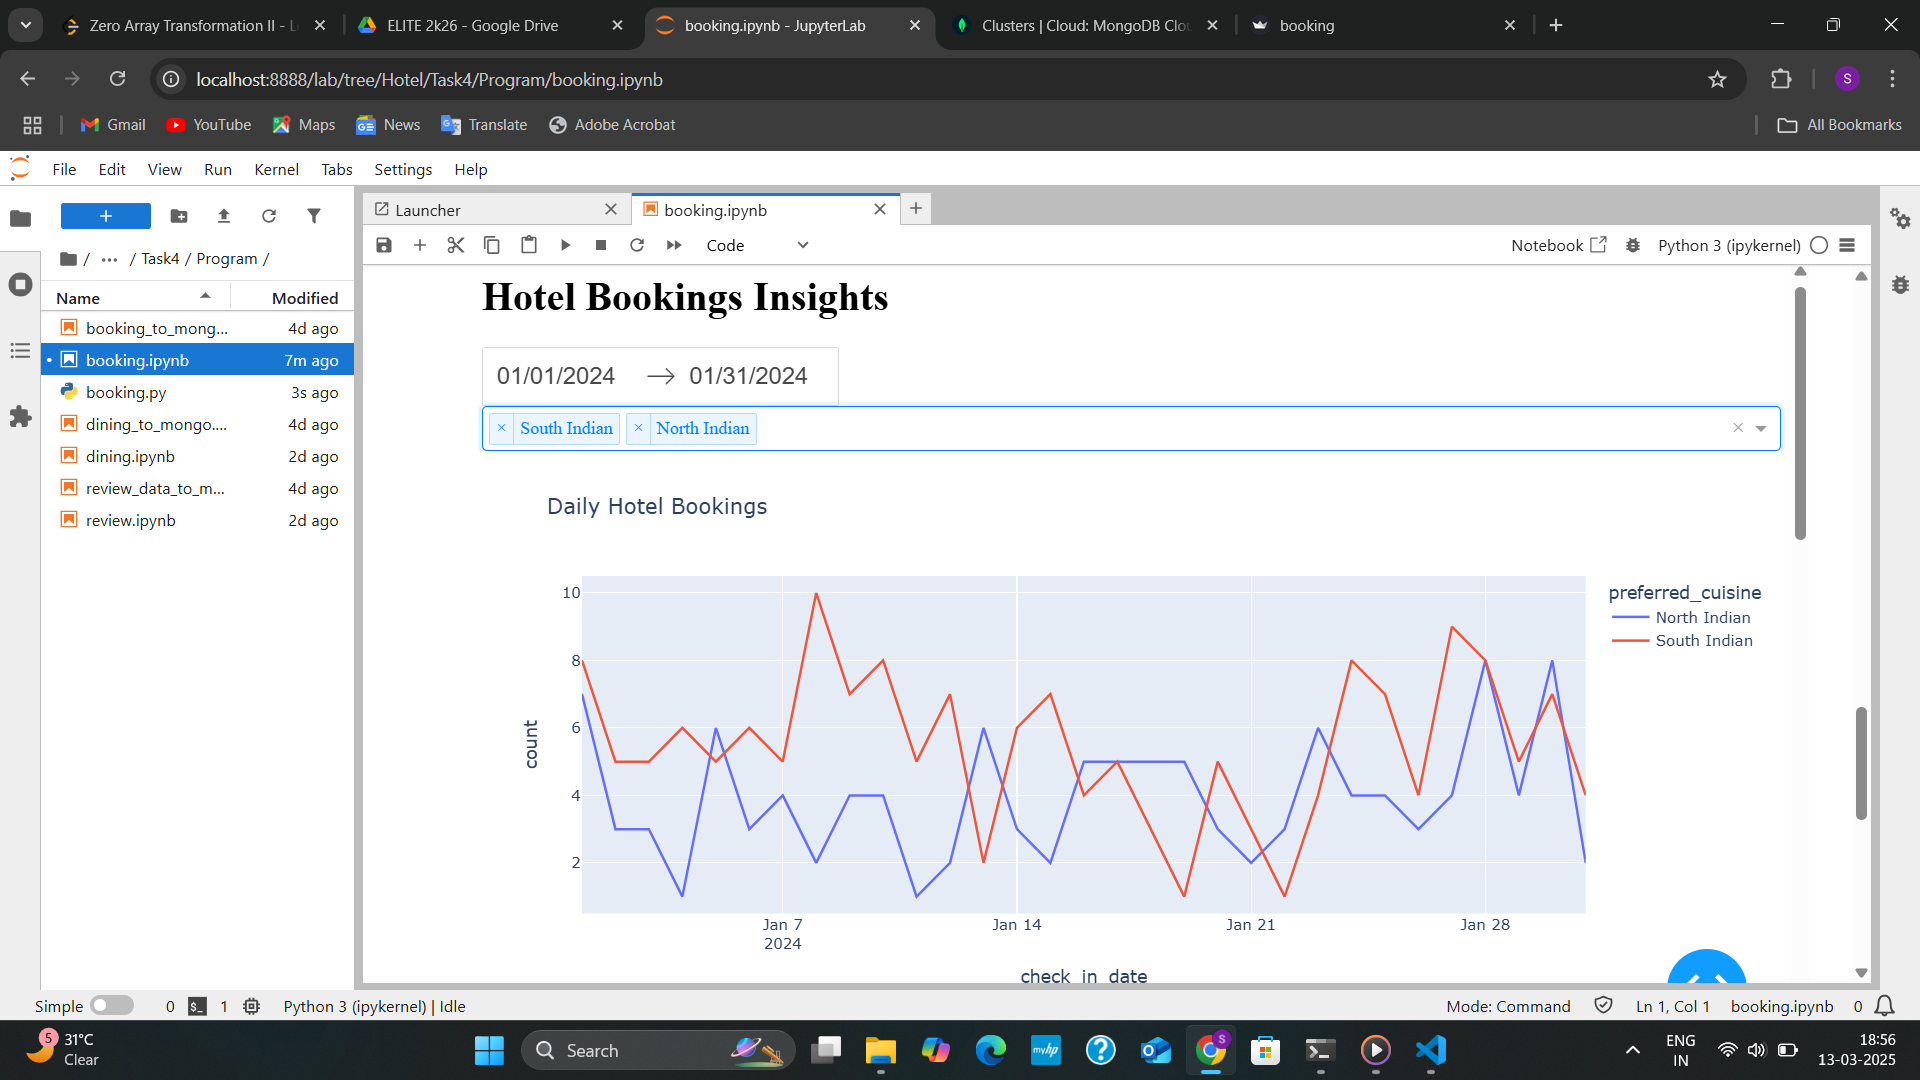 Zero Array Transformation II - L
ELITE 2k26 - Google Drive
booking.ipynb - JupyterLab
Clusters | Cloud: MongoDB Clo
booking
localhost:8888/lab/tree/Hotel/Task4/Program/booking.ipynb
S
Gmail
YouTube
Maps
News
Translate
Adobe Acrobat
All Bookmarks
File
Edit
View
Run
Kernel
Tabs
Settings
Help
Launcher
booking.ipynb
Code
Notebook
Python 3 (ipykernel)
/ ... / Task4 / Program /
Name Modified
booking_to_mong... 4d ago
booking.ipynb 7m ago
booking.py 3s ago
dining_to_mongo.... 4d ago
dining.ipynb 2d ago
review_data_to_m... 4d ago
review.ipynb 2d ago
Hotel Bookings Insights
01/01/2024 → 01/31/2024
× South Indian × North Indian
Daily Hotel Bookings
preferred_cuisine
North Indian
South Indian
10
8
6
4
2
count
Jan 7
2024
Jan 14
Jan 21
Jan 28
check_in_date
Simple
0
1
Python 3 (ipykernel) | Idle
Mode: Command
Ln 1, Col 1
booking.ipynb
0
5
31°C
Clear
Search
myhp
S
ENG
IN
18:56
13-03-2025